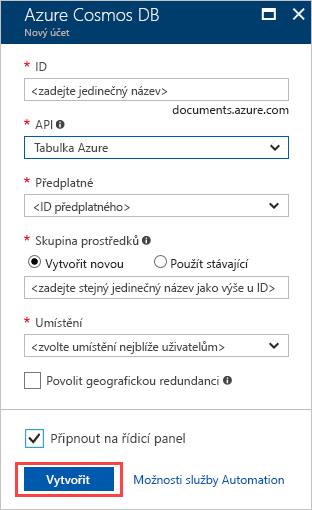 Azure Cosmos DB
Nový účet
* ID
<zadejte jedinečný název>
documents.azure.com
* API
Tabulka Azure
* Předplatné
<ID předplatného>
* Skupina prostředků
Vytvořit novou Použít stávající
<zadejte stejný jedinečný název jako výše u ID>
* Umístění
<zvolte umístění nejblíže uživatelům>
Povolit geografickou redundanci
Připnout na řídicí panel
Vytvořit Možnosti služby Automation